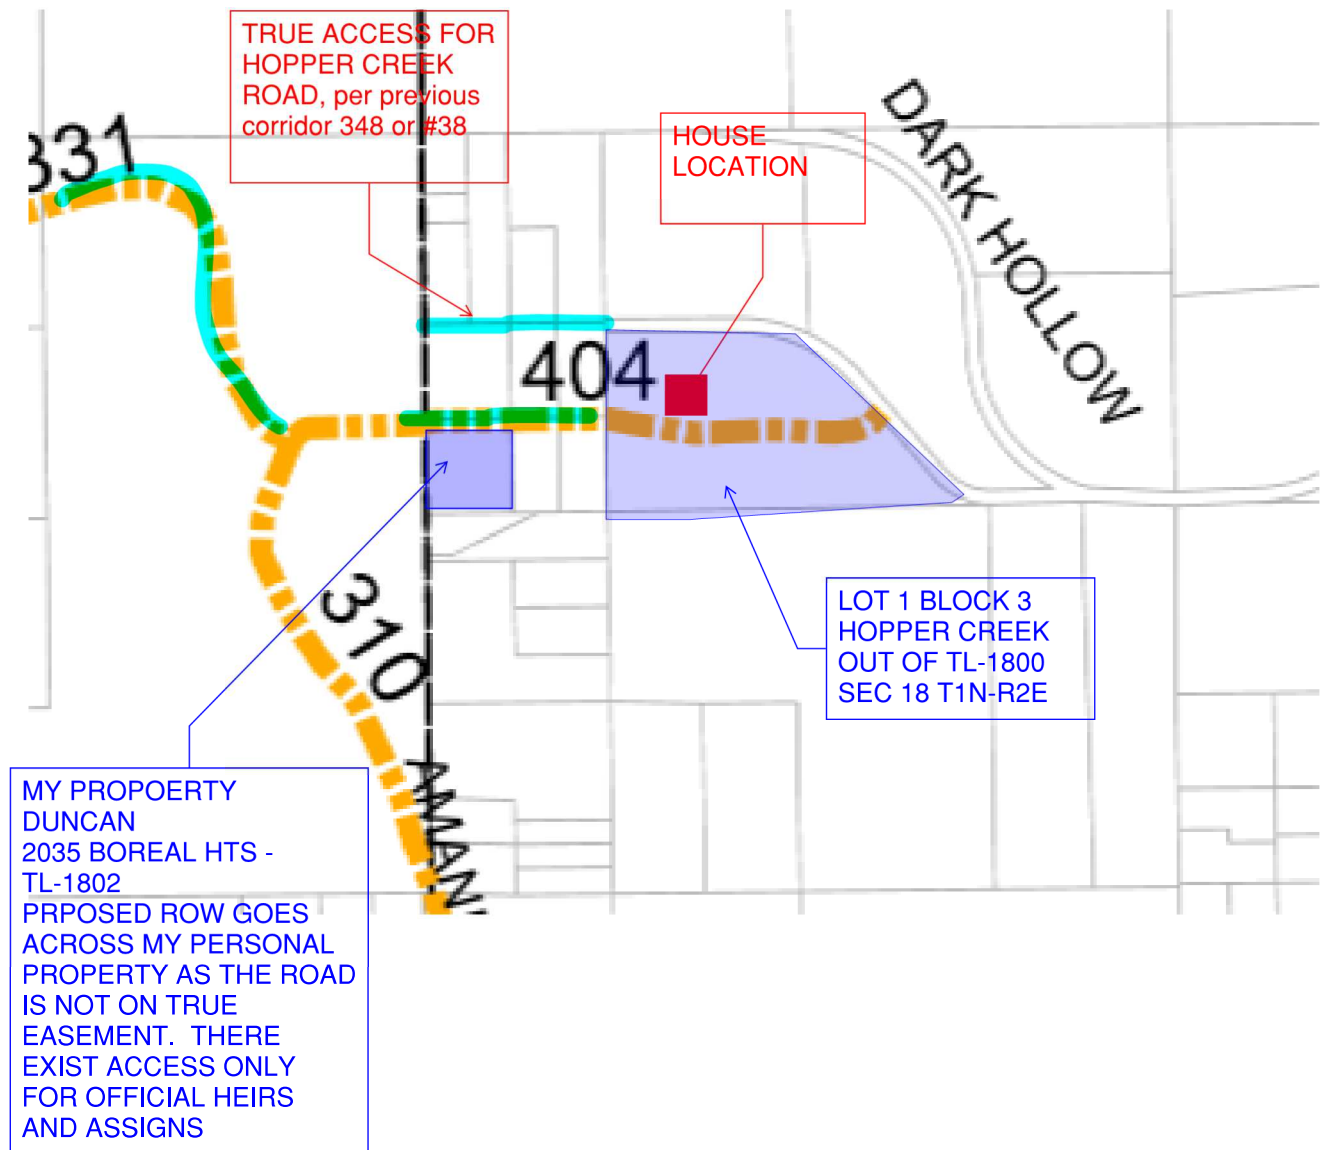 TRUE ACCESS FOR
HOPPER CREEK
ROAD, per previous
corridor 348 or #38
HOUSE
LOCATION
331
DARK HOLLOW
404
310
LOT 1 BLOCK 3
HOPPER CREEK
OUT OF TL-1800
SEC 18 T1N-R2E
MY PROPOERTY
DUNCAN
2035 BOREAL HTS -
TL-1802
PRPOSED ROW GOES
ACROSS MY PERSONAL
PROPERTY AS THE ROAD
IS NOT ON TRUE
EASEMENT.  THERE
EXIST ACCESS ONLY
FOR OFFICIAL HEIRS
AND ASSIGNS